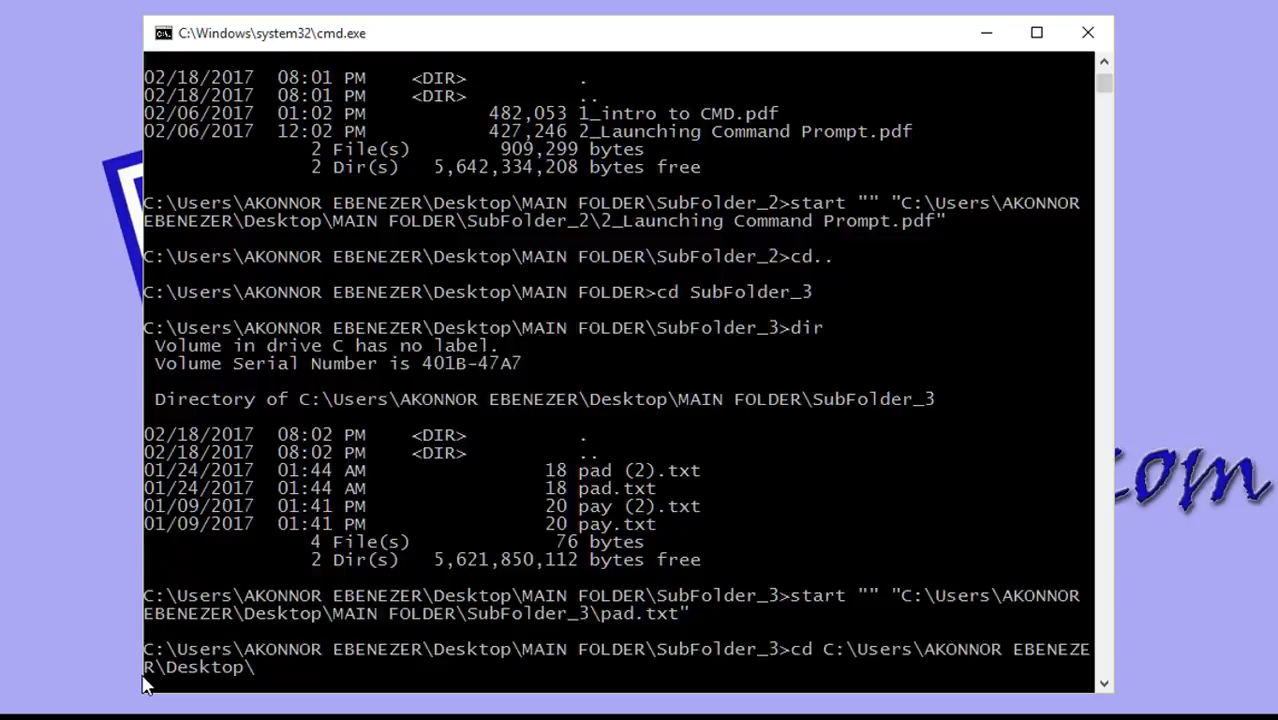 C:\Windows\system32\cmd.exe
02/18/2017  08:01 PM    <DIR>          .
02/18/2017  08:01 PM    <DIR>          ..
02/06/2017  01:02 PM           482,053 1_intro to CMD.pdf
02/06/2017  12:02 PM           427,246 2_Launching Command Prompt.pdf
               2 File(s)        909,299 bytes
               2 Dir(s)   5,642,334,208 bytes free
C:\Users\AKONNOR EBENEZER\Desktop\MAIN FOLDER\SubFolder_2>start "" "C:\Users\AKONNOR
EBENEZER\Desktop\MAIN FOLDER\SubFolder_2\2_Launching Command Prompt.pdf"
C:\Users\AKONNOR EBENEZER\Desktop\MAIN FOLDER\SubFolder_2>cd..
C:\Users\AKONNOR EBENEZER\Desktop\MAIN FOLDER>cd SubFolder_3
C:\Users\AKONNOR EBENEZER\Desktop\MAIN FOLDER\SubFolder_3>dir
 Volume in drive C has no label.
 Volume Serial Number is 401B-47A7
 Directory of C:\Users\AKONNOR EBENEZER\Desktop\MAIN FOLDER\SubFolder_3
02/18/2017  08:02 PM    <DIR>          .
02/18/2017  08:02 PM    <DIR>          ..
01/24/2017  01:44 AM                18 pad (2).txt
01/24/2017  01:44 AM                18 pad.txt
01/09/2017  01:41 PM                20 pay (2).txt
01/09/2017  01:41 PM                20 pay.txt
               4 File(s)             76 bytes
               2 Dir(s)   5,621,850,112 bytes free
C:\Users\AKONNOR EBENEZER\Desktop\MAIN FOLDER\SubFolder_3>start "" "C:\Users\AKONNOR
EBENEZER\Desktop\MAIN FOLDER\SubFolder_3\pad.txt"
C:\Users\AKONNOR EBENEZER\Desktop\MAIN FOLDER\SubFolder_3>cd C:\Users\AKONNOR EBENEZE
R\Desktop\
com